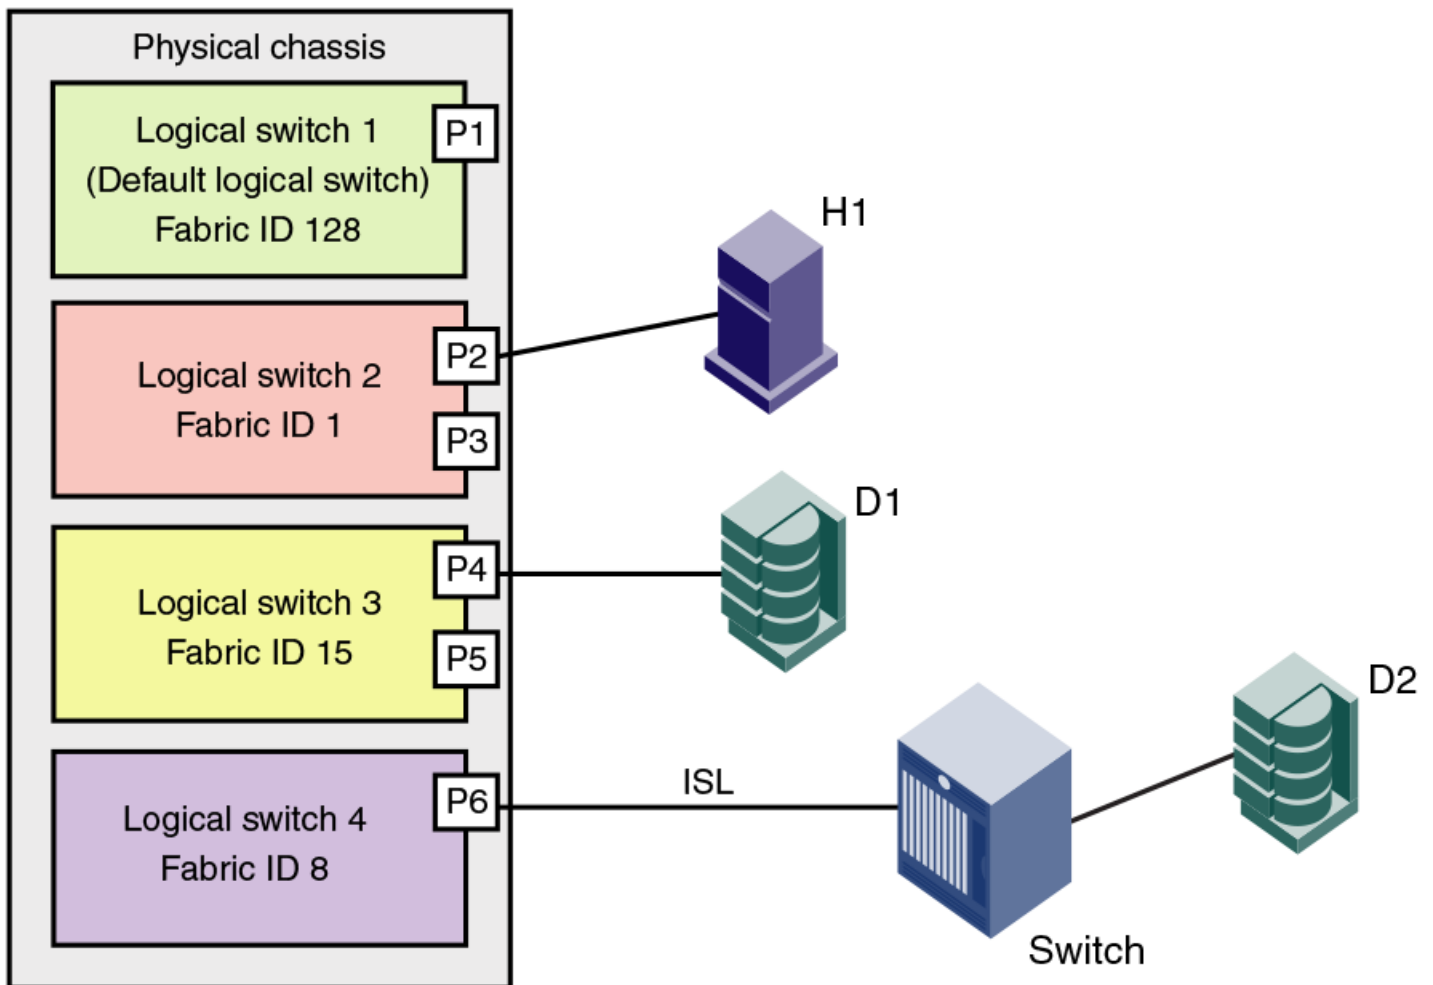 Physical chassis
Logical switch 1
(Default logical switch)
Fabric ID 128
P1
Logical switch 2
Fabric ID 1
P2
P3
Logical switch 3
Fabric ID 15
P4
P5
Logical switch 4
Fabric ID 8
P6
H1
D1
ISL
Switch
D2